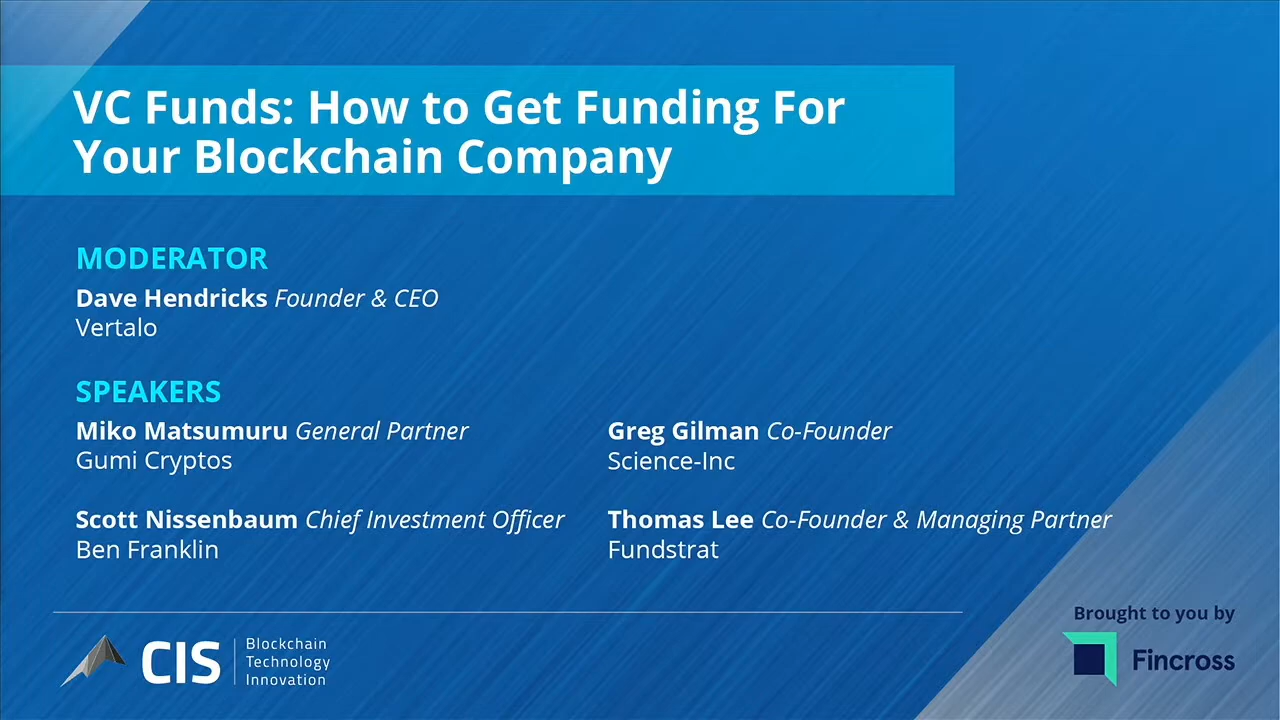 VC Funds: How to Get Funding For
Your Blockchain Company
MODERATOR
Dave Hendricks Founder & CEO
Vertalo
SPEAKERS
Miko Matsumuru General Partner
Gumi Cryptos
Greg Gilman Co-Founder
Science-Inc
Scott Nissenbaum Chief Investment Officer
Ben Franklin
Thomas Lee Co-Founder & Managing Partner
Fundstrat
CIS
Blockchain
Technology
Innovation
Brought to you by
Fincross